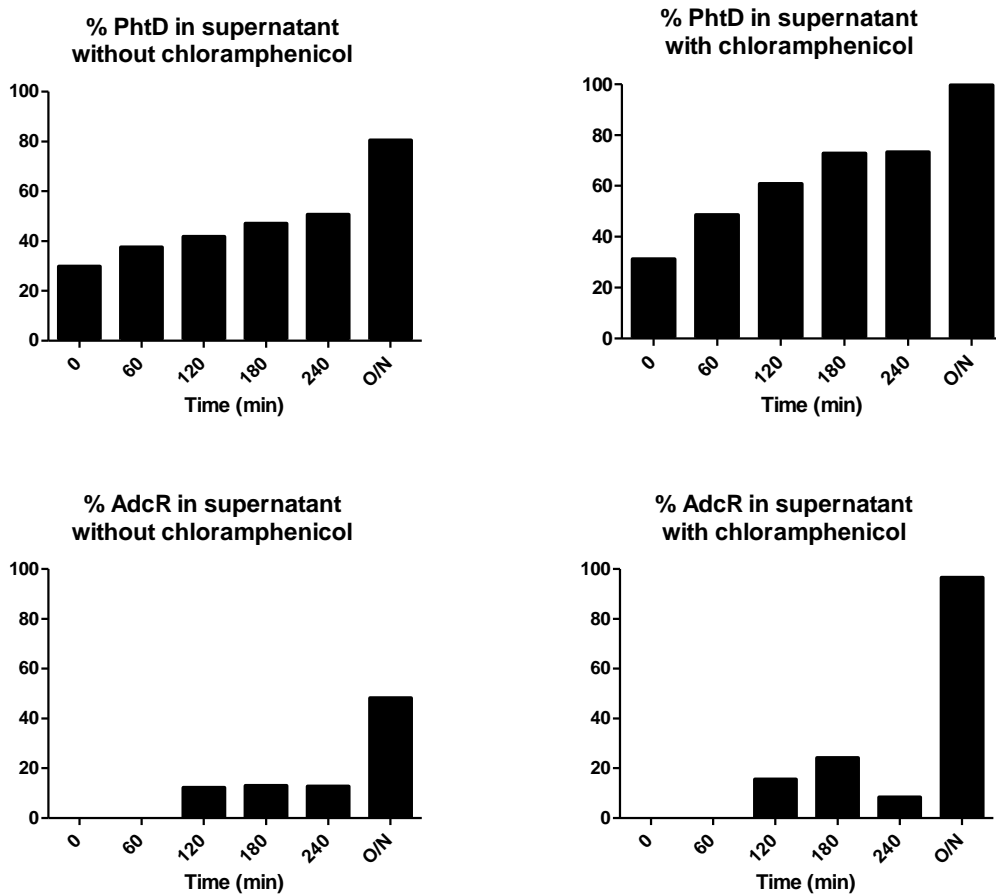 % PhtD in supernatant
without chloramphenicol
100
80
60
40
20
0
0 60 120 180 240 O/N
Time (min)
% PhtD in supernatant
with chloramphenicol
100
80
60
40
20
0
0 60 120 180 240 O/N
Time (min)
% AdcR in supernatant
without chloramphenicol
100
80
60
40
20
0
0 60 120 180 240 O/N
Time (min)
% AdcR in supernatant
with chloramphenicol
100
80
60
40
20
0
0 60 120 180 240 O/N
Time (min)